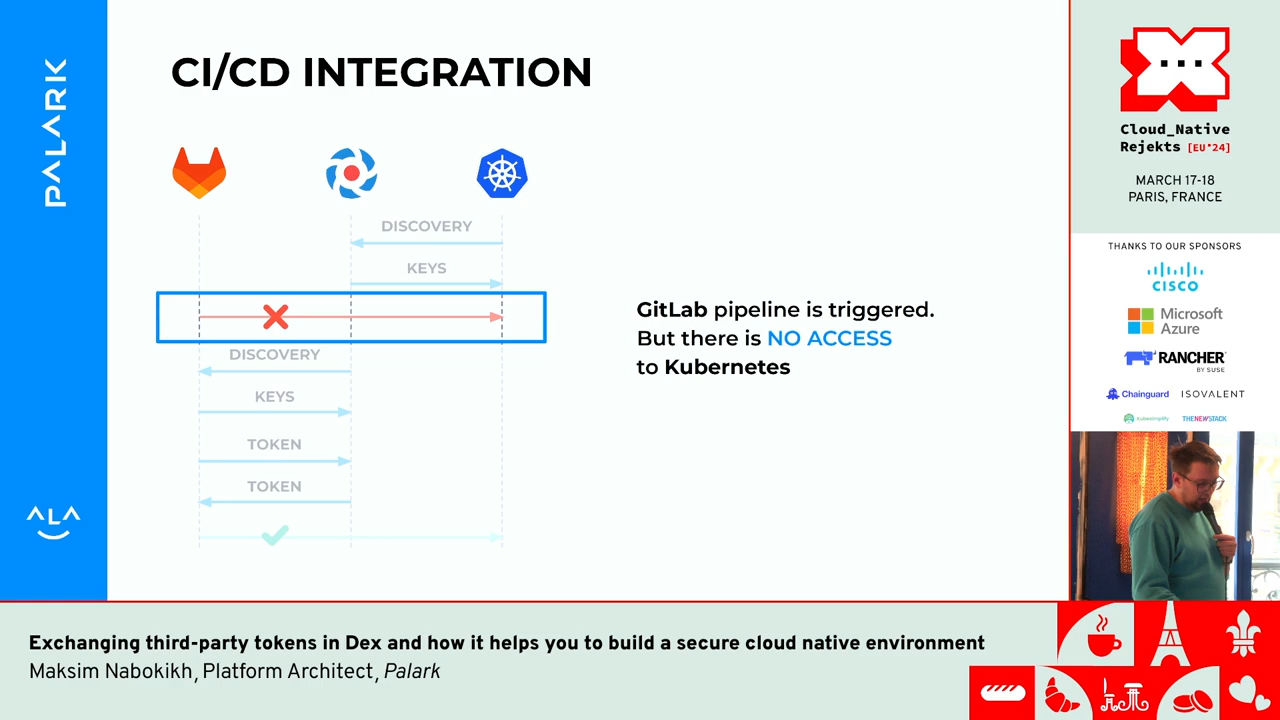 PALARK
CI/CD INTEGRATION
DISCOVERY
KEYS
DISCOVERY
KEYS
TOKEN
TOKEN
GitLab pipeline is triggered.
But there is NO ACCESS
to Kubernetes
Cloud_Native
Rejekts [EU'24]
MARCH 17-18
PARIS, FRANCE
THANKS TO OUR SPONSORS
CISCO
Microsoft
Azure
RANCHER
BY SUSE
Chainguard
ISOVALENT
Kubesimplify
THENEWSTACK
Exchanging third-party tokens in Dex and how it helps you to build a secure cloud native environment
Maksim Nabokikh, Platform Architect, Palark